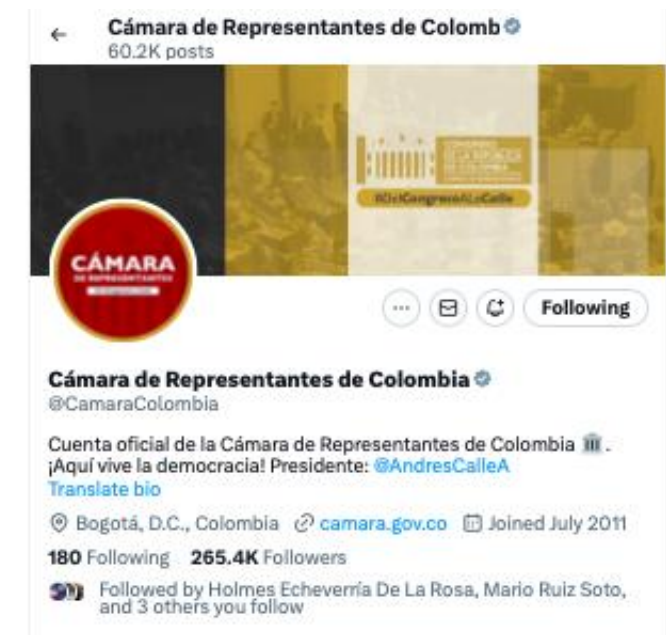 Cámara de Representantes de Colomb
60.2K posts
#DelCongresoALaCalle
CÁMARA
DE REPRESENTANTES
Following
Cámara de Representantes de Colombia
@CamaraColombia
Cuenta oficial de la Cámara de Representantes de Colombia 🏛️.
¡Aquí vive la democracia! Presidente: @AndresCalleA
Translate bio
Bogotá, D.C., Colombia camara.gov.co Joined July 2011
180 Following 265.4K Followers
Followed by Holmes Echeverría De La Rosa, Mario Ruiz Soto,
and 3 others you follow